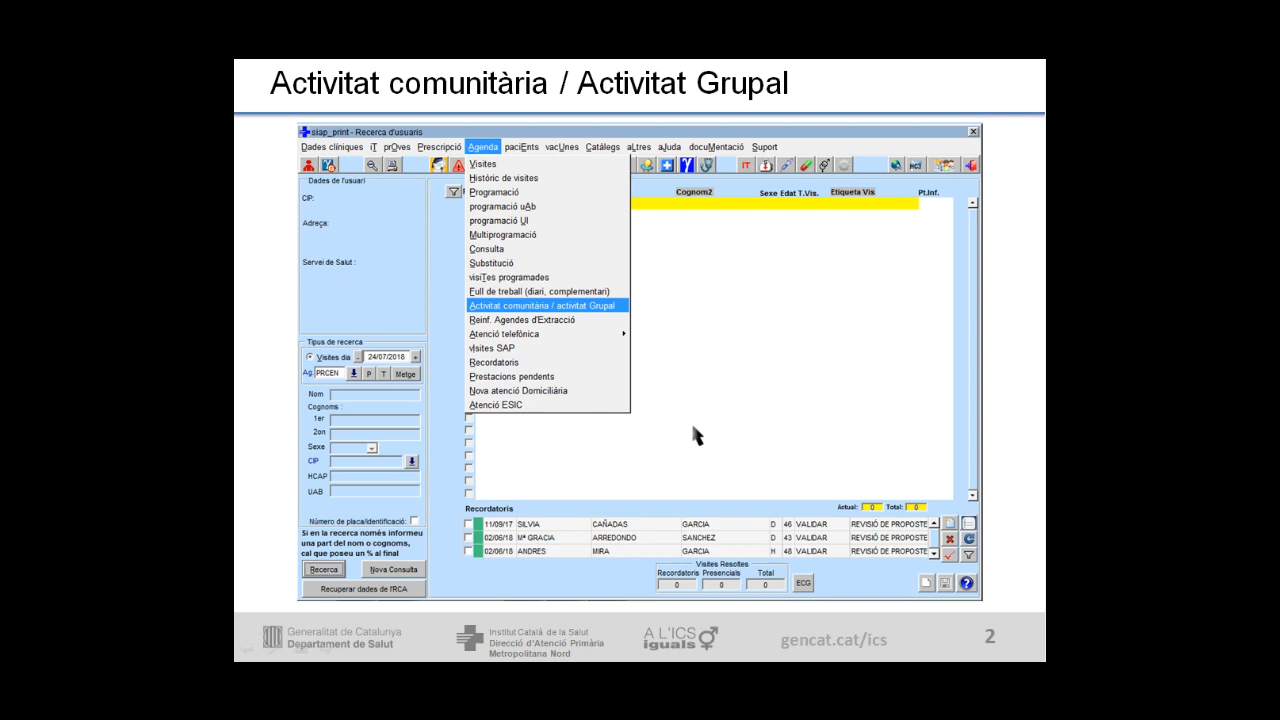 Activitat comunitària / Activitat Grupal
siap_print - Recerca d'usuaris
Dades clíniques iT prOves Prescripció Agenda paciEnts vacUnes Catálegs aLtres aJuda docuMentació Suport
IT
HC3
Dades de l'usuari
CIP:
Adreça:
Servei de Salut :
Cognom2 Sexe Edat T.Vis. Etiqueta Vis Pt.Inf.
Visites
Històric de visites
Programació
programació uAb
programació UI
Multiprogramació
Consulta
Substitució
visiTes programades
Full de treball (diari, complementari)
Activitat comunitària / activitat Grupal
Reinf. Agendes d'Extracció
Atenció telefònica
vIsites SAP
Recordatoris
Prestacions pendents
Nova atenció Domiciliària
Atenció ESIC
Tipus de recerca
Visites dia - 24/07/2018 +
Ag. PRCEN P T Metge
Nom
Cognoms :
1er
2on
Sexe
CIP
HCAP
UAB
Número de placa/identificació:
Si en la recerca només informeu
una part del nom o cognoms,
cal que poseu un % al final
Recerca Nova Consulta
Recuperar dades de l'RCA
Recordatoris
Actual: 0 Total: 0
11/09/17 SILVIA CAÑADAS GARCIA D 46 VALIDAR REVISIÓ DE PROPOSTE
02/06/18 Mª GRACIA ARREDONDO SANCHEZ D 43 VALIDAR REVISIÓ DE PROPOSTE
02/06/18 ANDRES MIRA GARCIA H 48 VALIDAR REVISIÓ DE PROPOSTE
Visites Resoltes
Recordatoris Presencials Total
0 0 0
ECG
Generalitat de Catalunya
Departament de Salut
Institut Català de la Salut
Direcció d'Atenció Primària
Metropolitana Nord
A L'ICS
iguals
gencat.cat/ics
2